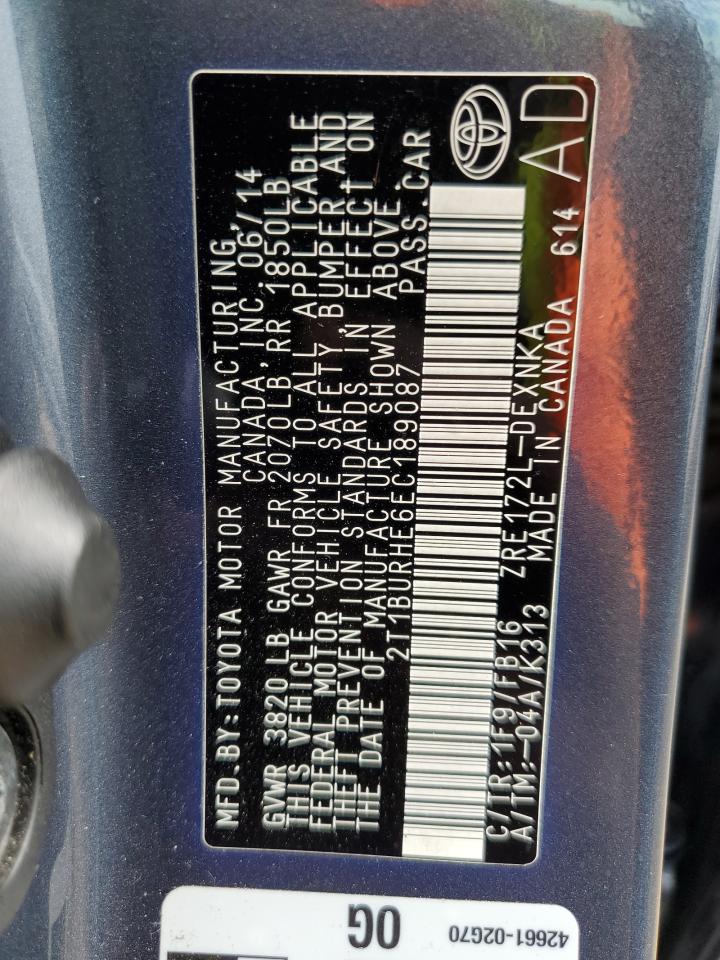 MFD.BY:TOYOTA MOTOR MANUFACTURING,
CANADA, INC. 06/14
GVWR 3820 LB GAWR FR 2070LB, RR 1850LB
THIS VEHICLE CONFORMS TO ALL APPLICABLE
FEDERAL MOTOR VEHICLE SAFETY, BUMPER, AND
THEFT PREVENTION STANDARDS IN EFFECT ON
THE DATE OF MANUFACTURE SHOWN ABOVE.
2T1BURHE6EC189087 PASS.CAR
C/TR:1F9/FB16 ZRE172L-DEXNKA
A/TM:-04A/K313 MADE IN CANADA 614 AD
0G
42661-02G70